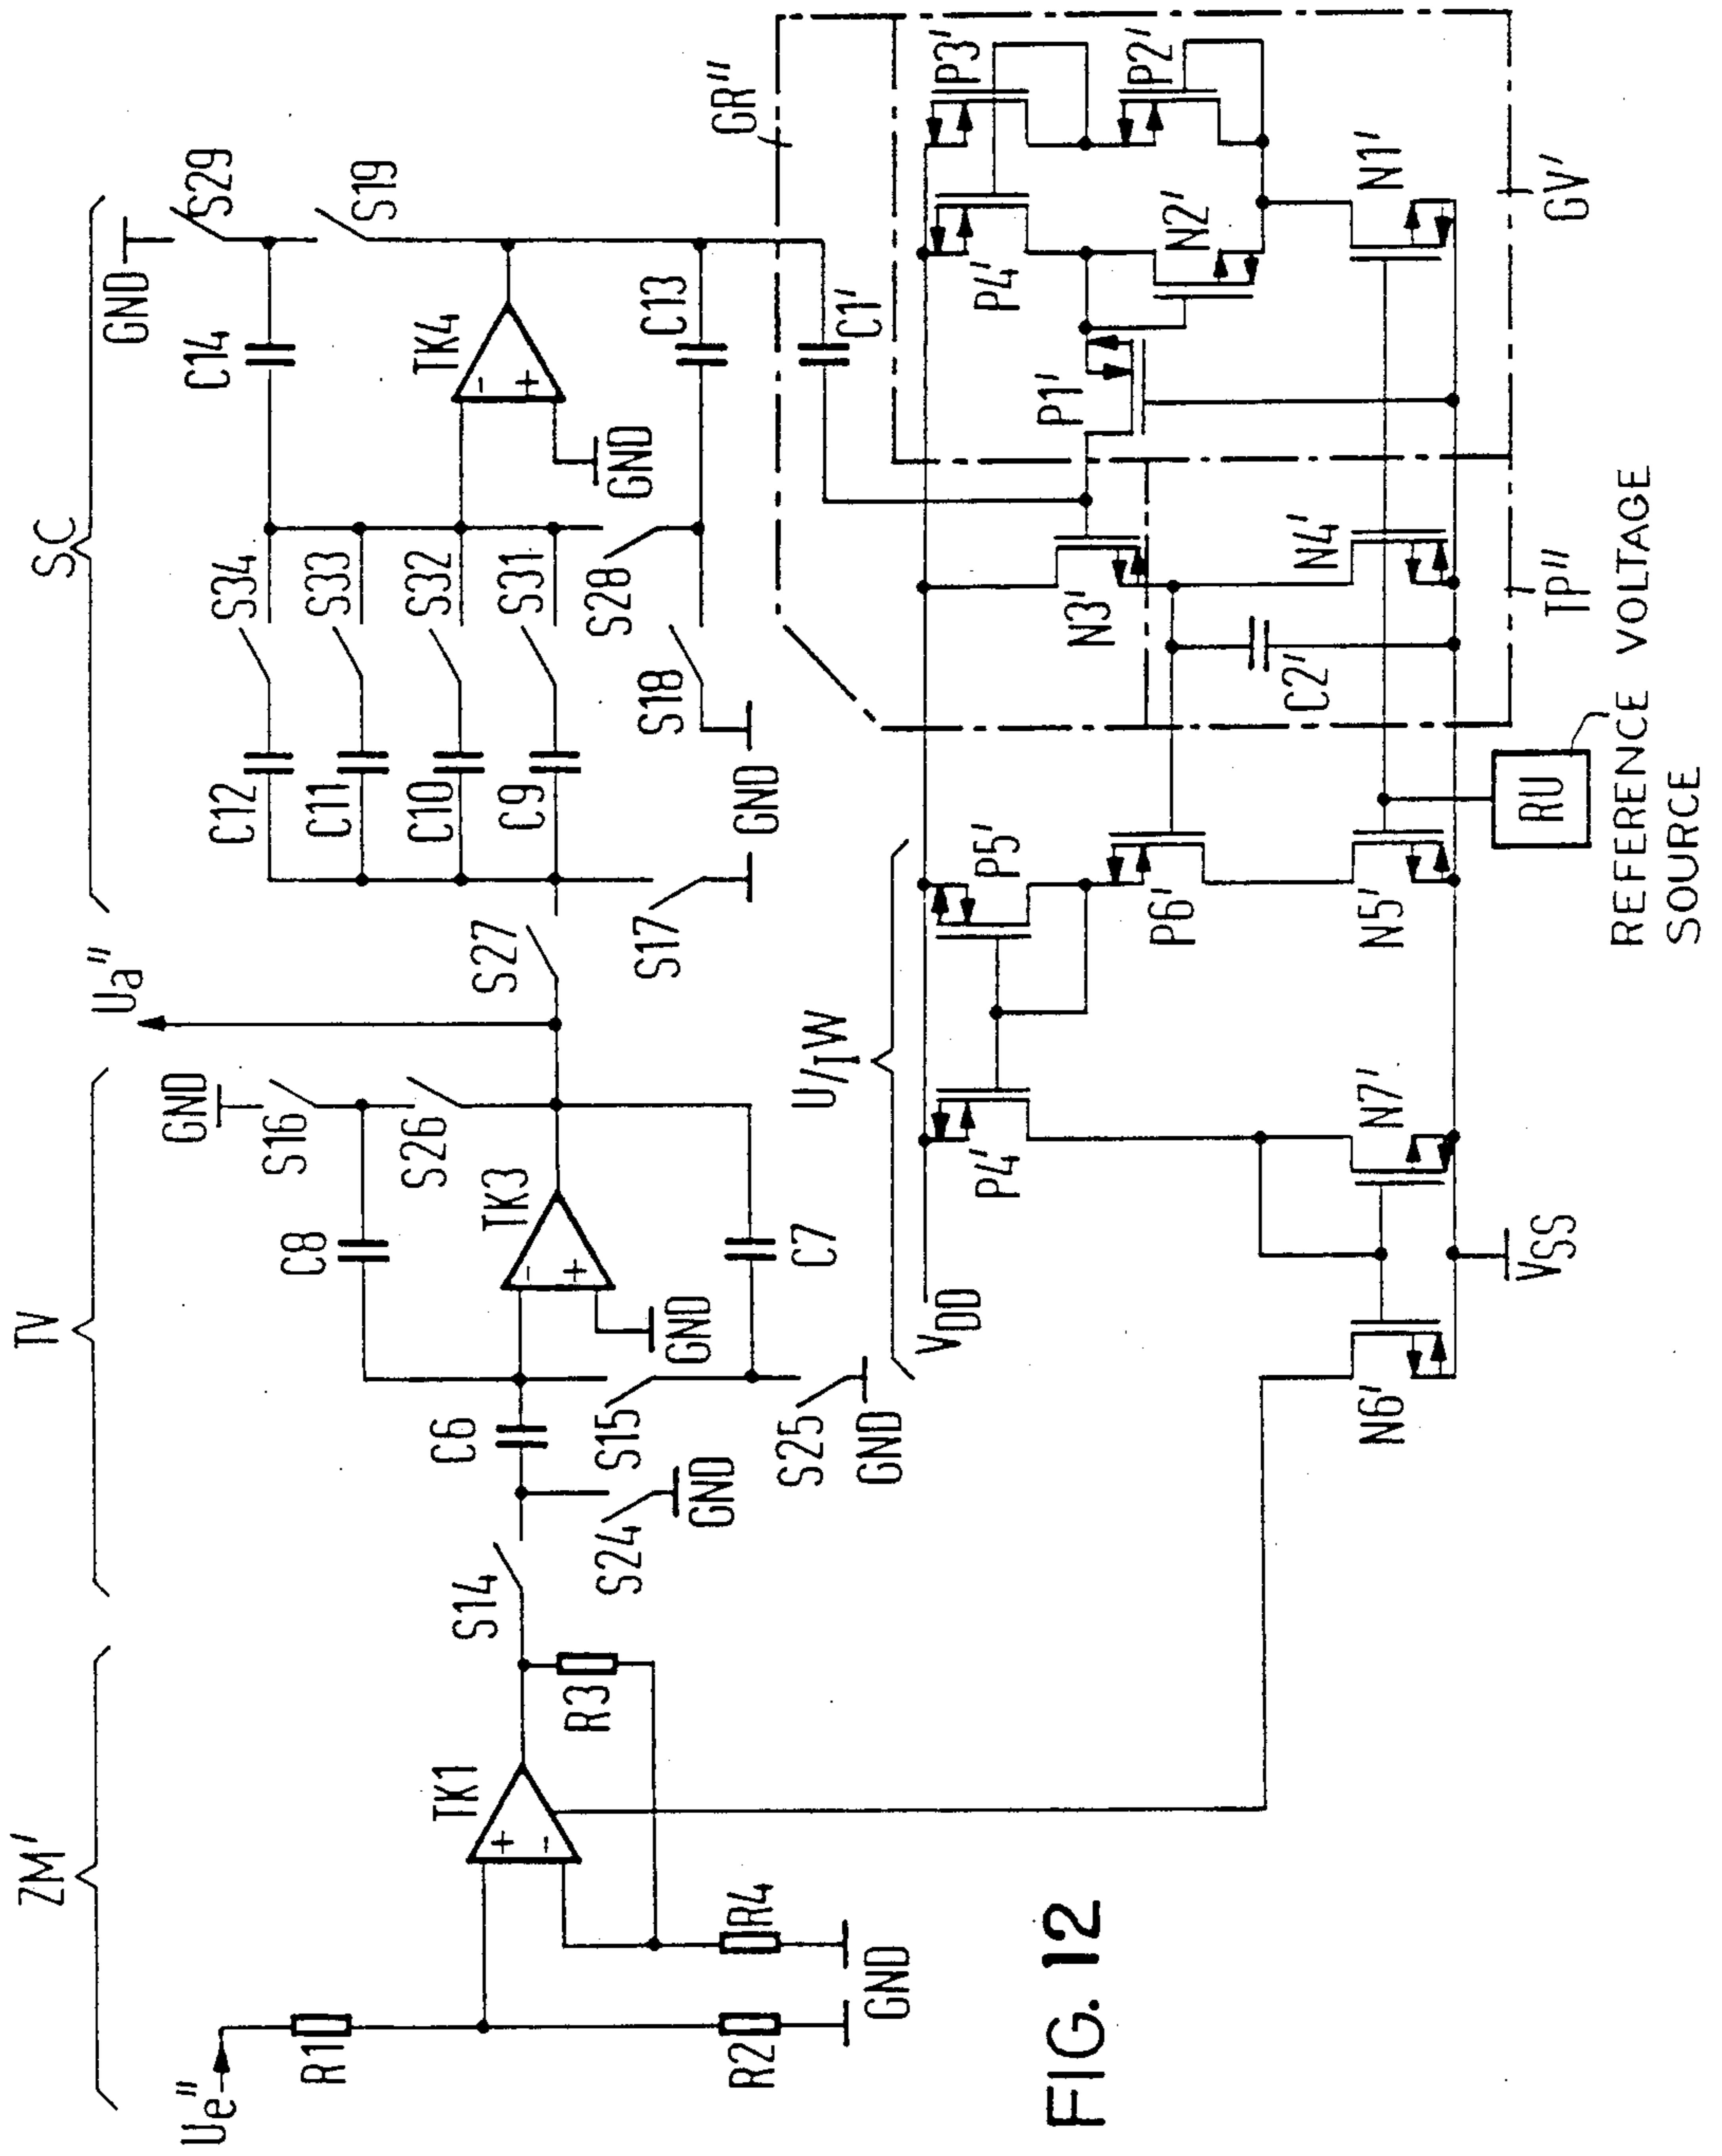 ZM'
TV
SC
Ue"
R1
R2
GND
TK1
+
-
R3
R4
S14
S24
GND
C6
S15
S25
GND
C8
TK3
-
+
GND
C7
GND
S16
S26
Ua"
S27
S17
GND
C12
C11
C10
C9
S34
S33
S32
S31
S28
S18
GND
C14
TK4
-
+
GND
C13
GND
S29
S19
C1'
GR"
U/IW
VDD
P4'
P5'
P6'
N5'
N6'
N7'
VSS
N3'
N4'
C2'
P1'
P4'
N2'
P3'
P2'
N1'
GV'
TP"
RU
REFERENCE VOLTAGE
SOURCE
FIG. 12